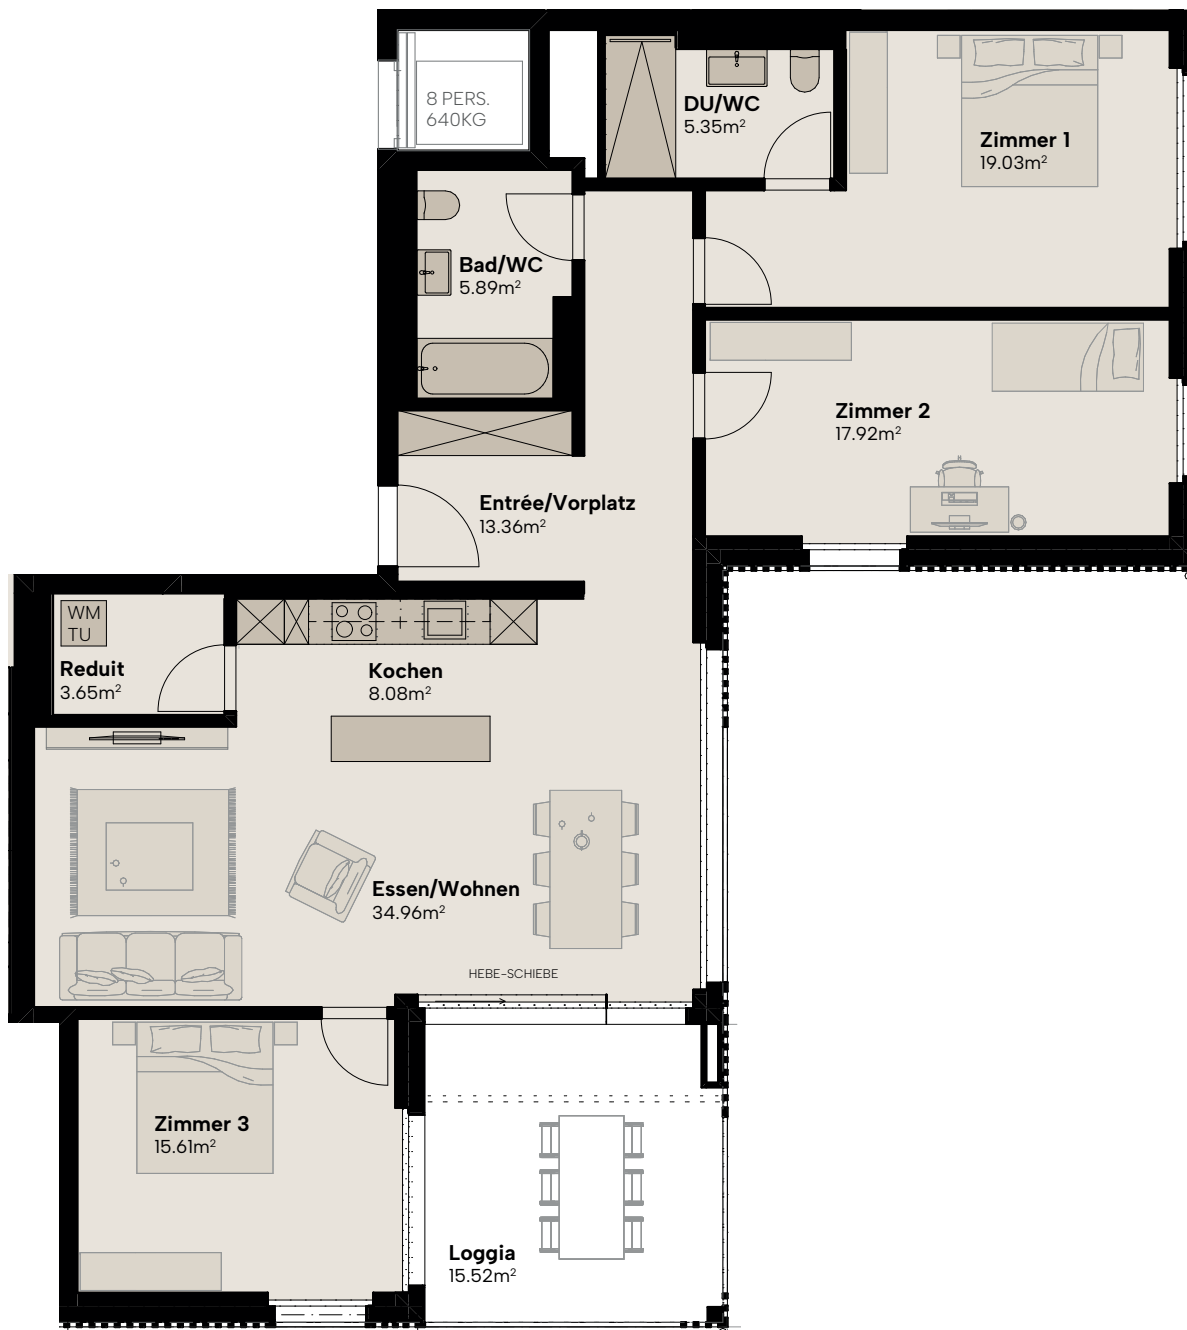 8 PERS.
640KG
DU/WC
5.35m²
Zimmer 1
19.03m²
Bad/WC
5.89m²
Zimmer 2
17.92m²
Entrée/Vorplatz
13.36m²
WM
TU
Reduit
3.65m²
Kochen
8.08m²
Essen/Wohnen
34.96m²
HEBE-SCHIEBE
Zimmer 3
15.61m²
Loggia
15.52m²